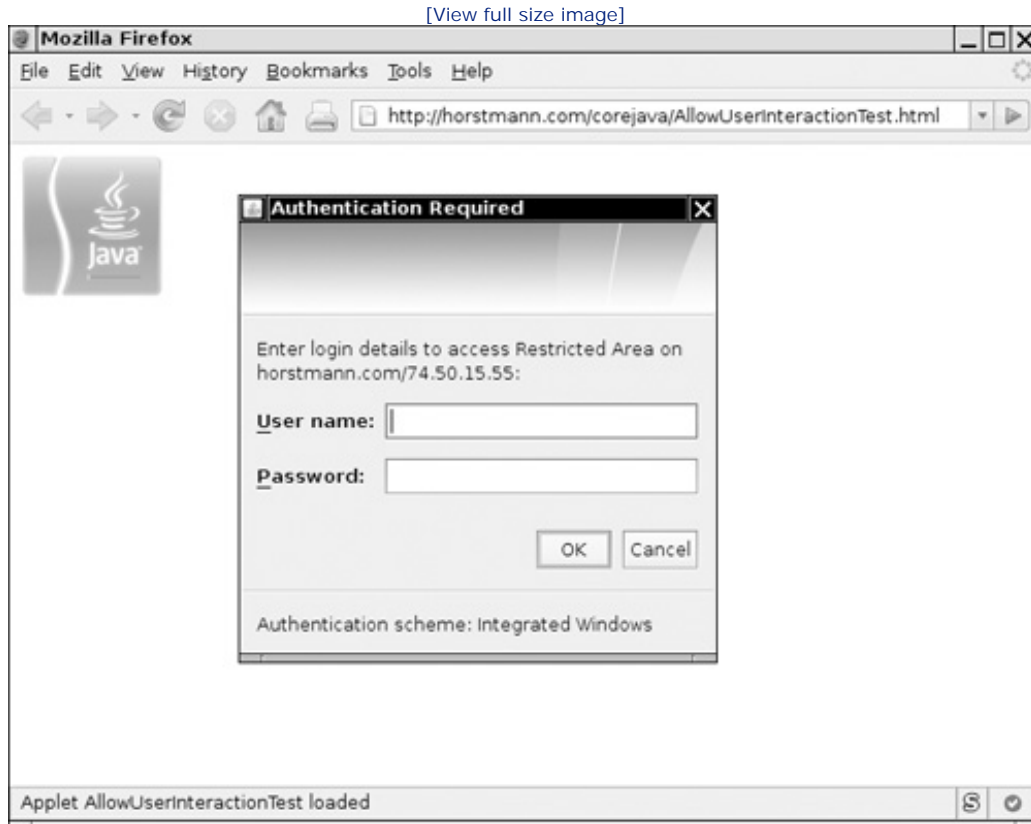 [View full size image]
Mozilla Firefox
File Edit View History Bookmarks Tools Help
http://horstmann.com/corejava/AllowUserInteractionTest.html
Java
Authentication Required
Enter login details to access Restricted Area on
horstmann.com/74.50.15.55:
User name:
Password:
OK Cancel
Authentication scheme: Integrated Windows
Applet AllowUserInteractionTest loaded